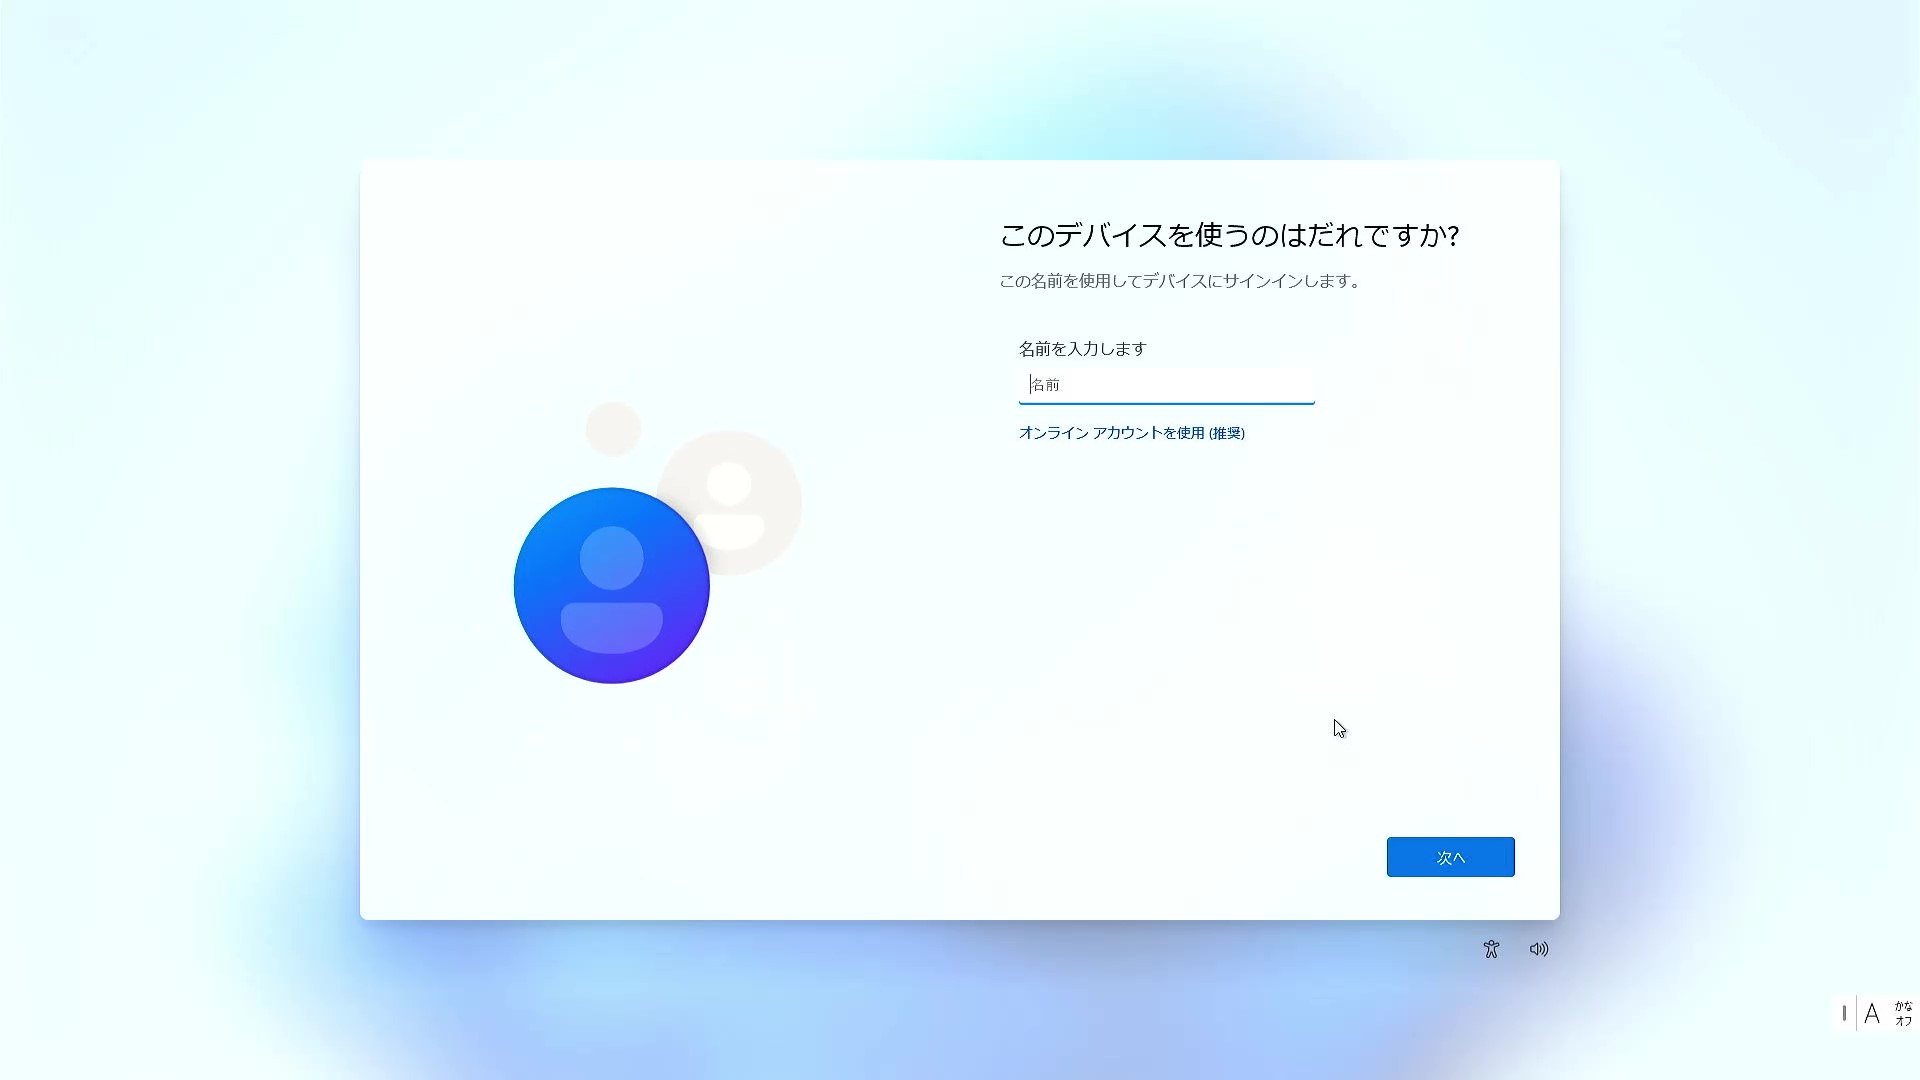 このデバイスを使うのはだれですか?
この名前を使用してデバイスにサインインします。
名前を入力します
名前
オンライン アカウントを使用 (推奨)
次へ
A かな
オフ